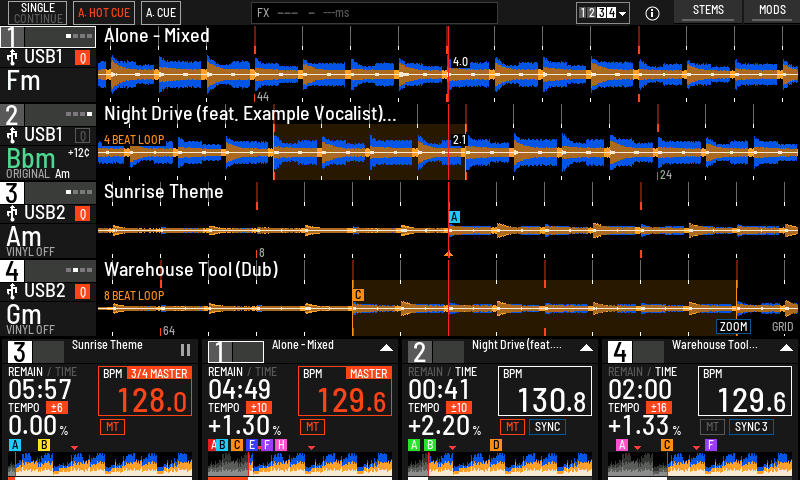 SINGLE
CONTINUE
A. HOT CUE
A. CUE
FX --- - ---ms
1 2 3 4
STEMS
MODS
1
Alone - Mixed
USB1 0
Fm
4.0
44
2
Night Drive (feat. Example Vocalist)...
USB1 0
4 BEAT LOOP
2.1
Bbm +12¢
ORIGINAL Am
24
3
Sunrise Theme
USB2 0
A
Am
VINYL OFF
8
4
Warehouse Tool (Dub)
USB2 0
8 BEAT LOOP
C
Gm
VINYL OFF
64
ZOOM
GRID
3
Sunrise Theme
REMAIN / TIME
BPM 3/4 MASTER
05:57
128.0
TEMPO ±6
0.00%
MT
A B
1
Alone - Mixed
REMAIN / TIME
BPM MASTER
04:49
129.6
TEMPO ±10
+1.30%
MT
A B C E F H
2
Night Drive (feat....
REMAIN / TIME
BPM
00:41
130.8
TEMPO ±10
+2.20%
MT SYNC
A B D
4
Warehouse Tool...
REMAIN / TIME
BPM
02:00
129.6
TEMPO ±16
+1.33%
MT SYNC3
A C F